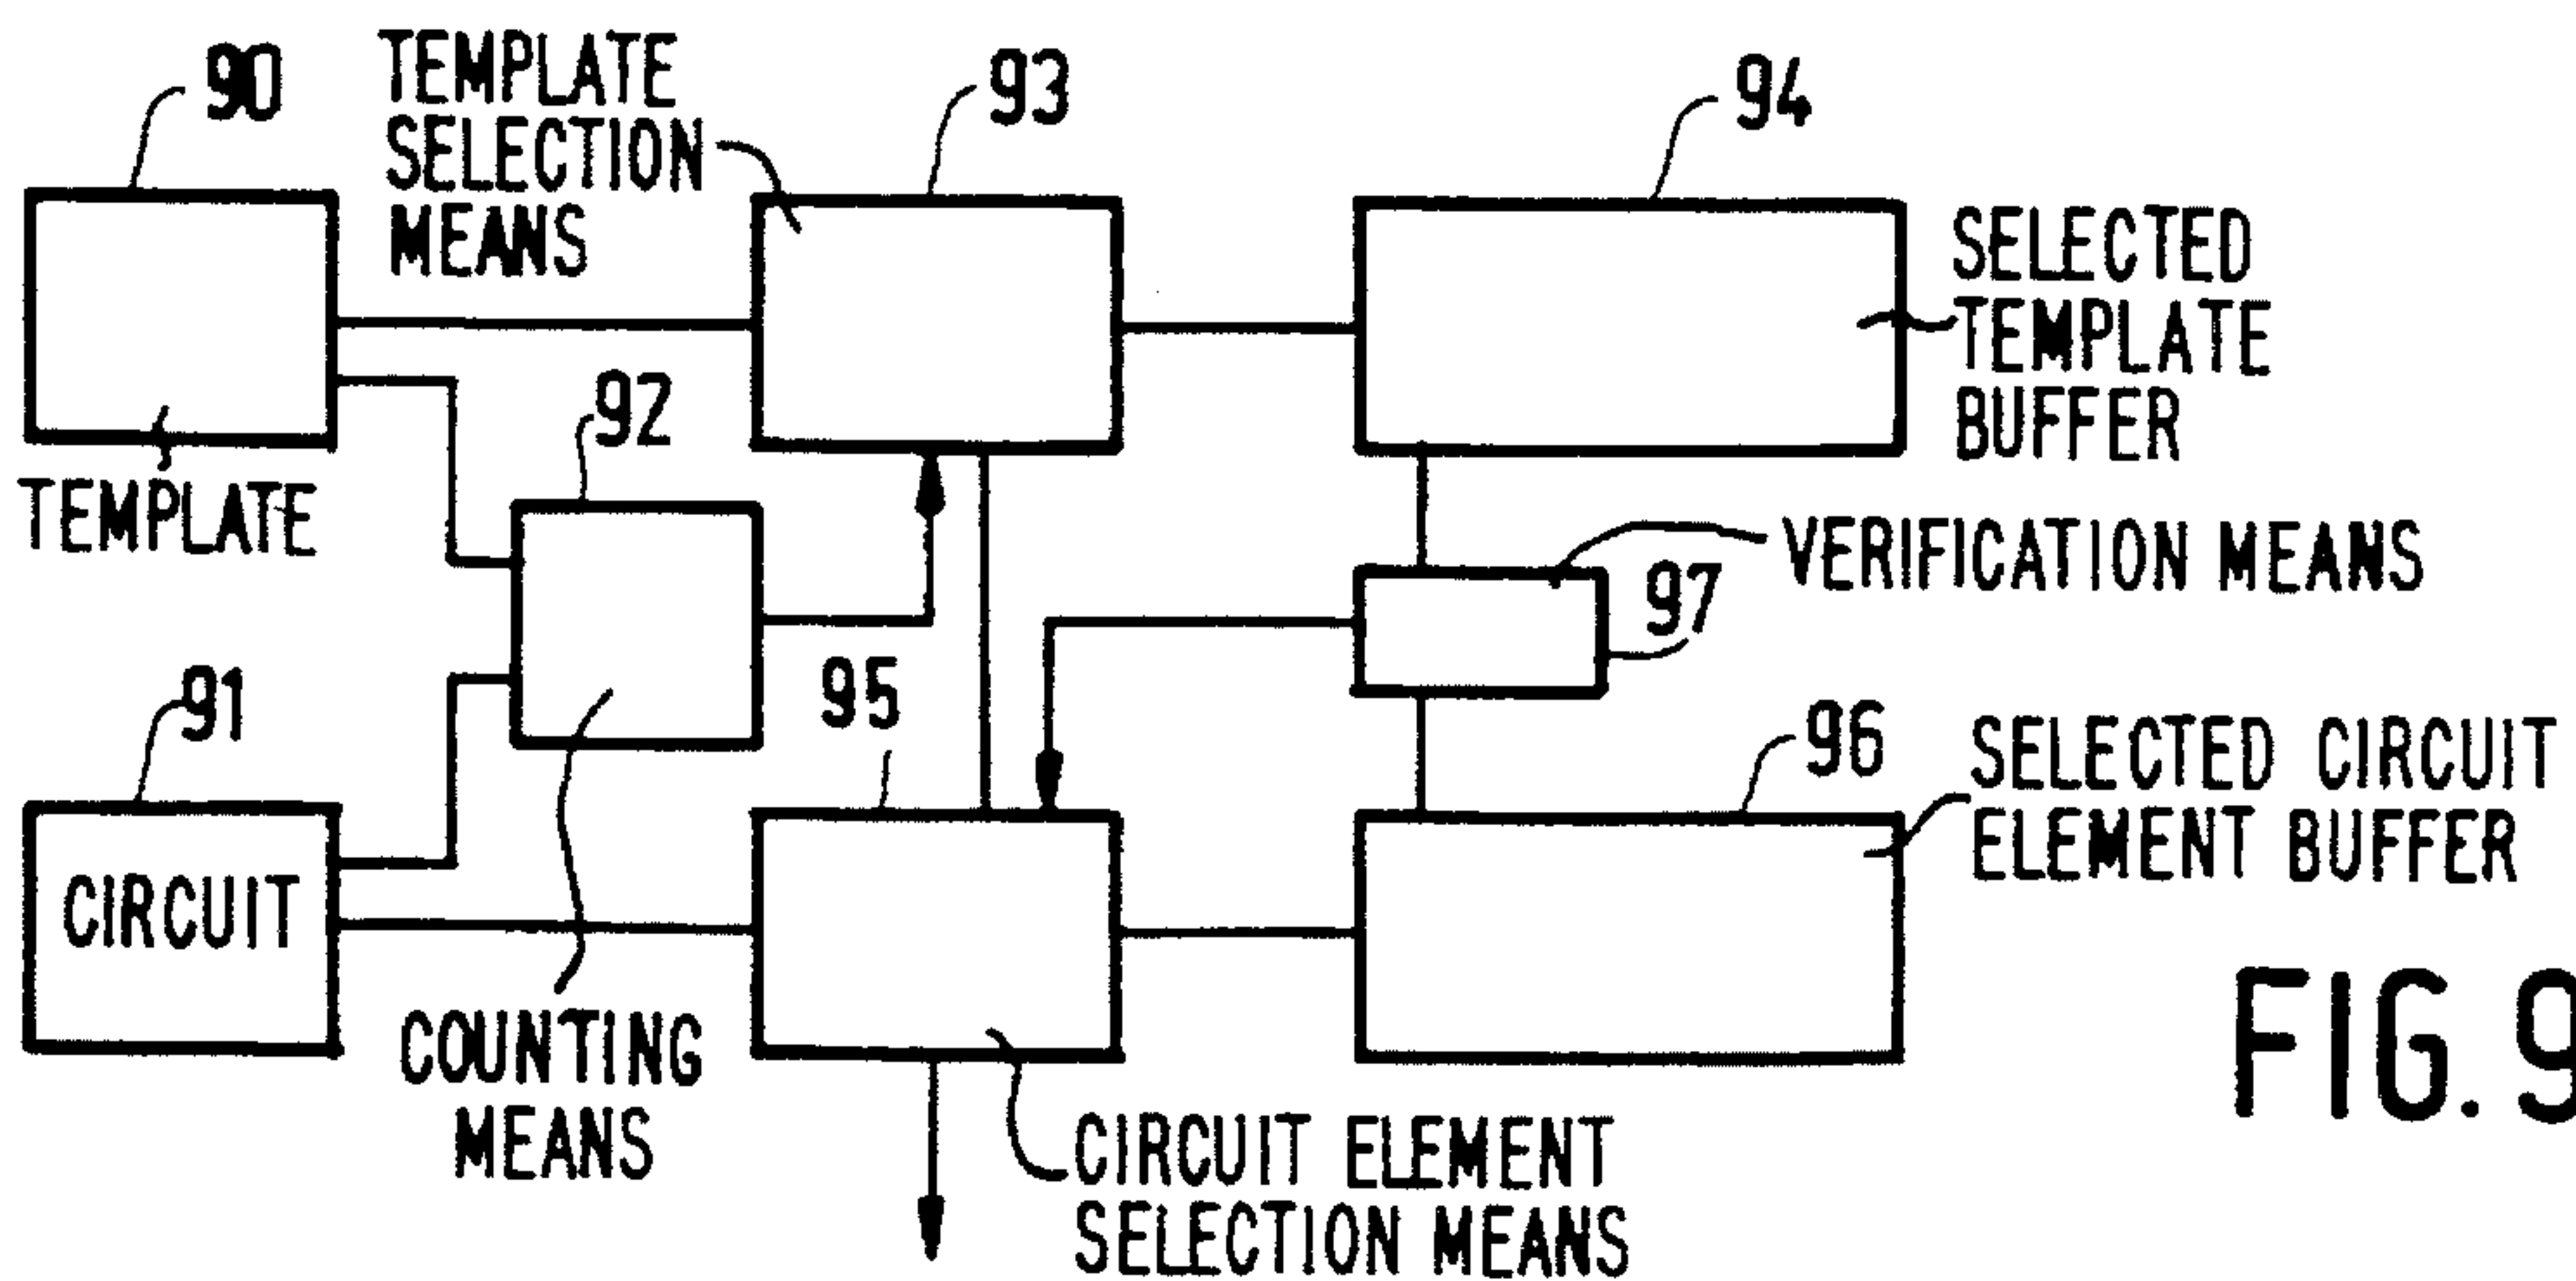 90
TEMPLATE
SELECTION
MEANS
93
94
SELECTED
TEMPLATE
BUFFER
TEMPLATE
92
VERIFICATION MEANS
97
91
95
96
SELECTED CIRCUIT
ELEMENT BUFFER
CIRCUIT
COUNTING
MEANS
CIRCUIT ELEMENT
SELECTION MEANS
FIG. 9